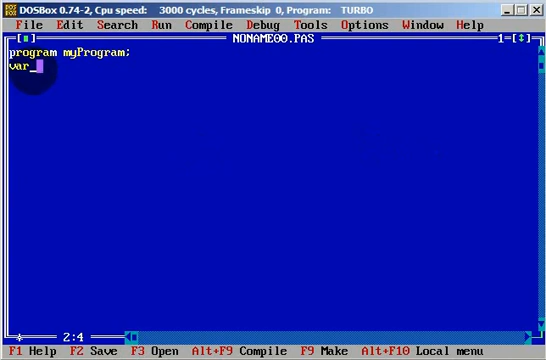 DOSBox 0.74-2, Cpu speed: 3000 cycles, Frameskip 0, Program: TURBO
File Edit Search Run Compile Debug Tools Options Window Help
[■] NONAME00.PAS 1=[↕]
program myProgram;
var_
* 2:4
F1 Help F2 Save F3 Open Alt+F9 Compile F9 Make Alt+F10 Local menu